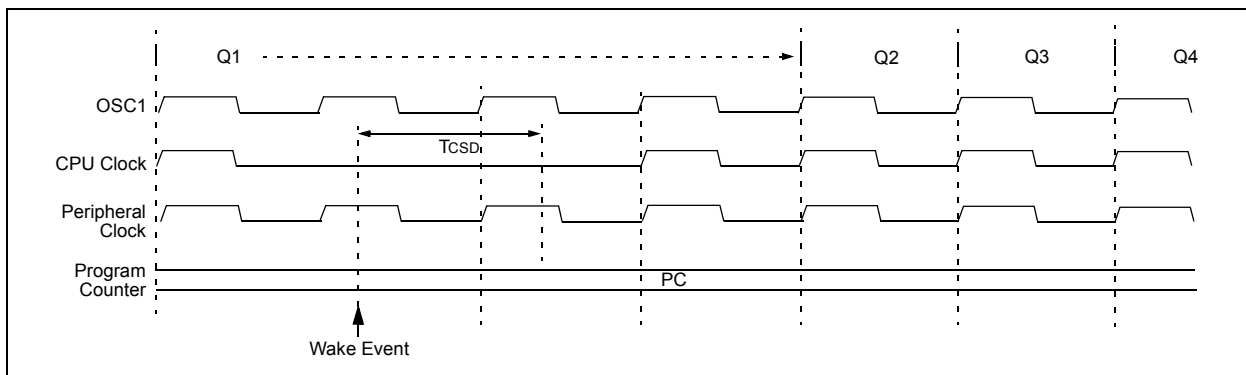 Q1
Q2
Q3
Q4
OSC1
TCSD
CPU Clock
Peripheral
Clock
Program
Counter
PC
Wake Event